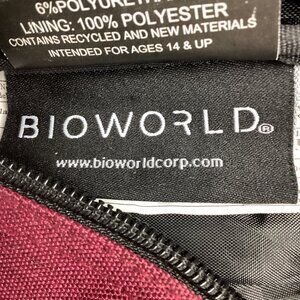 LINING: 100% POLYESTER
CONTAINS RECYCLED AND NEW MATERIALS
INTENDED FOR AGES 14 & UP
BIOWORLD®
www.bioworldcorp.com